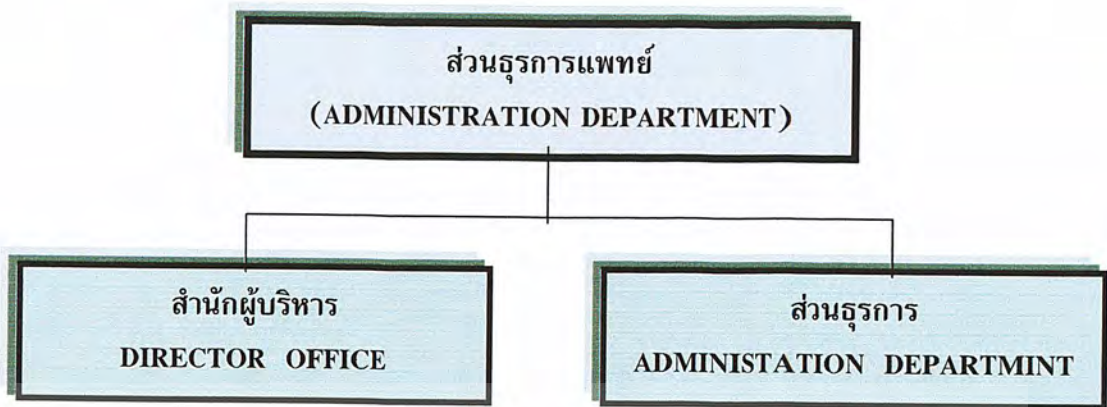 ส่วนธุรการแพทย์
(ADMINISTRATION DEPARTMENT)
สำนักผู้บริหาร
DIRECTOR OFFICE
ส่วนธุรการ
ADMINISTATION DEPARTMINT